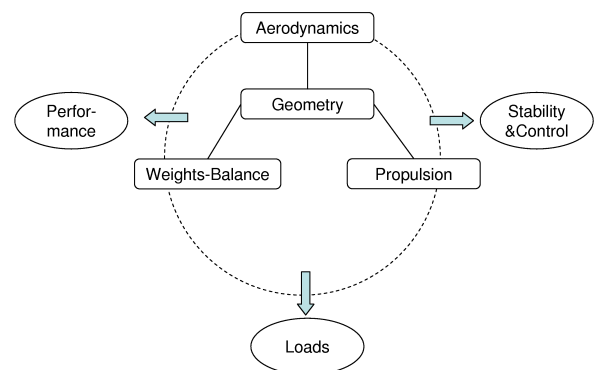 Aerodynamics
Geometry
Perfor-
mance
Stability
&Control
Weights-Balance
Propulsion
Loads